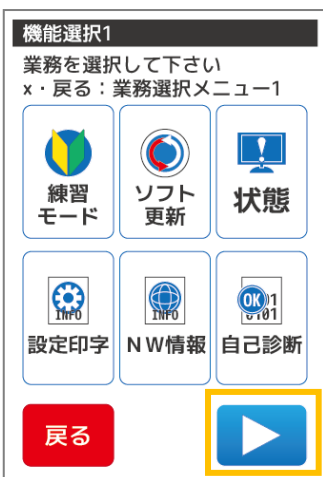 機能選択1
業務を選択して下さい
x・戻る：業務選択メニュー1
練習
モード
ソフト
更新
状態
INFO
設定印字
INFO
NW情報
OK 1
0101
自己診断
戻る